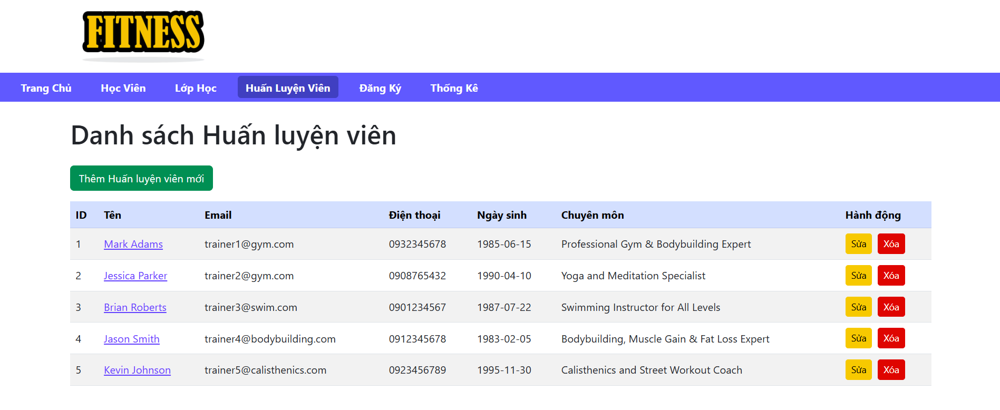 FITNESS
Trang Chủ Học Viên Lớp Học Huấn Luyện Viên Đăng Ký Thống Kê
Danh sách Huấn luyện viên
Thêm Huấn luyện viên mới
ID Tên Email Điện thoại Ngày sinh Chuyên môn Hành động
1 Mark Adams trainer1@gym.com 0932345678 1985-06-15 Professional Gym & Bodybuilding Expert Sửa Xóa
2 Jessica Parker trainer2@gym.com 0908765432 1990-04-10 Yoga and Meditation Specialist Sửa Xóa
3 Brian Roberts trainer3@swim.com 0901234567 1987-07-22 Swimming Instructor for All Levels Sửa Xóa
4 Jason Smith trainer4@bodybuilding.com 0912345678 1983-02-05 Bodybuilding, Muscle Gain & Fat Loss Expert Sửa Xóa
5 Kevin Johnson trainer5@calisthenics.com 0923456789 1995-11-30 Calisthenics and Street Workout Coach Sửa Xóa